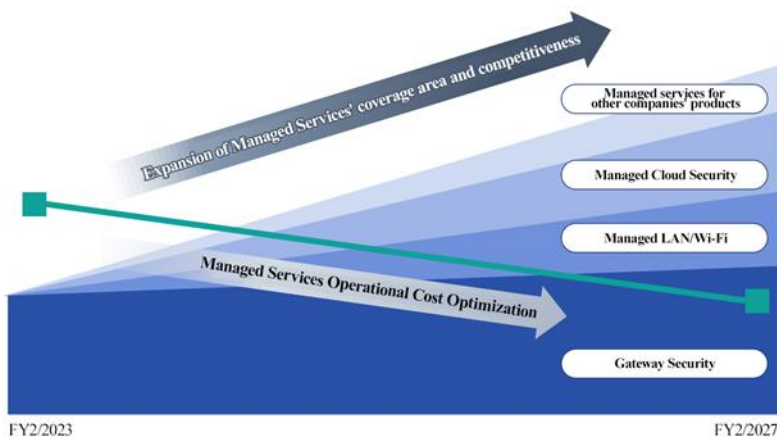 Expansion of Managed Services' coverage area and competitiveness
Managed services for
other companies' products
Managed Cloud Security
Managed LAN/Wi-Fi
Managed Services Operational Cost Optimization
Gateway Security
FY2/2023
FY2/2027